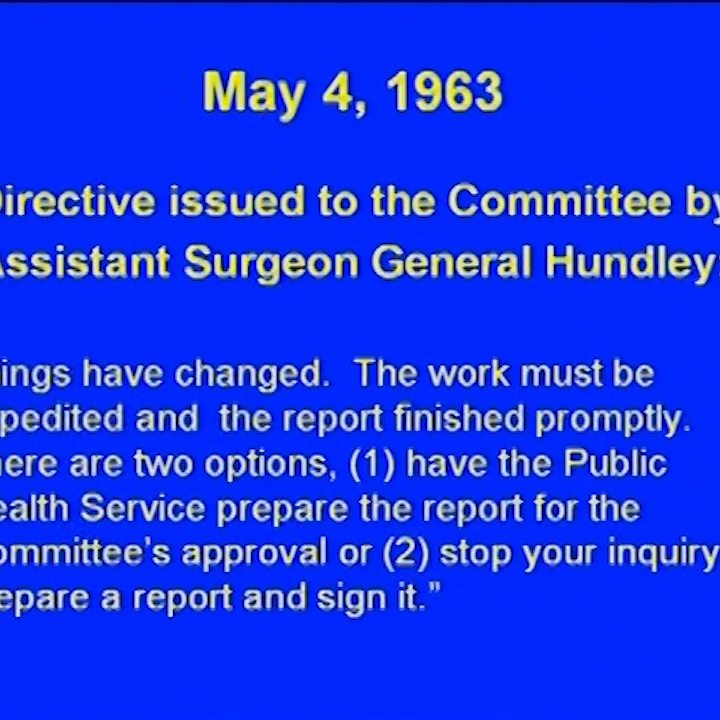 May 4, 1963
Directive issued to the Committee by
Assistant Surgeon General Hundley:
ings have changed.  The work must be
pedited and  the report finished promptly.
ere are two options, (1) have the Public
ealth Service prepare the report for the
ommittee's approval or (2) stop your inquiry
epare a report and sign it.”